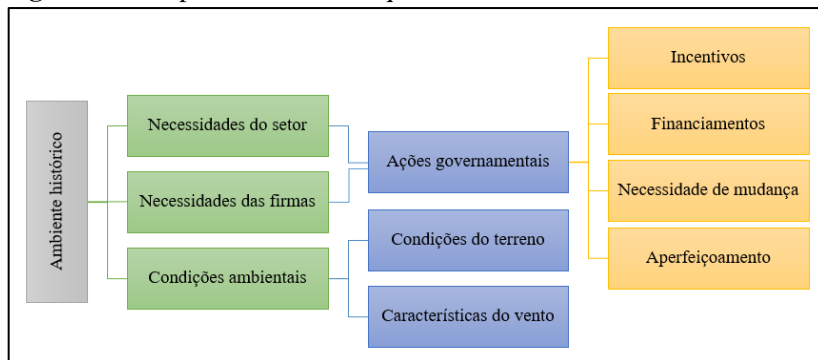 Ambiente histórico
Necessidades do setor
Necessidades das firmas
Condições ambientais
Ações governamentais
Condições do terreno
Características do vento
Incentivos
Financiamentos
Necessidade de mudança
Aperfeiçoamento